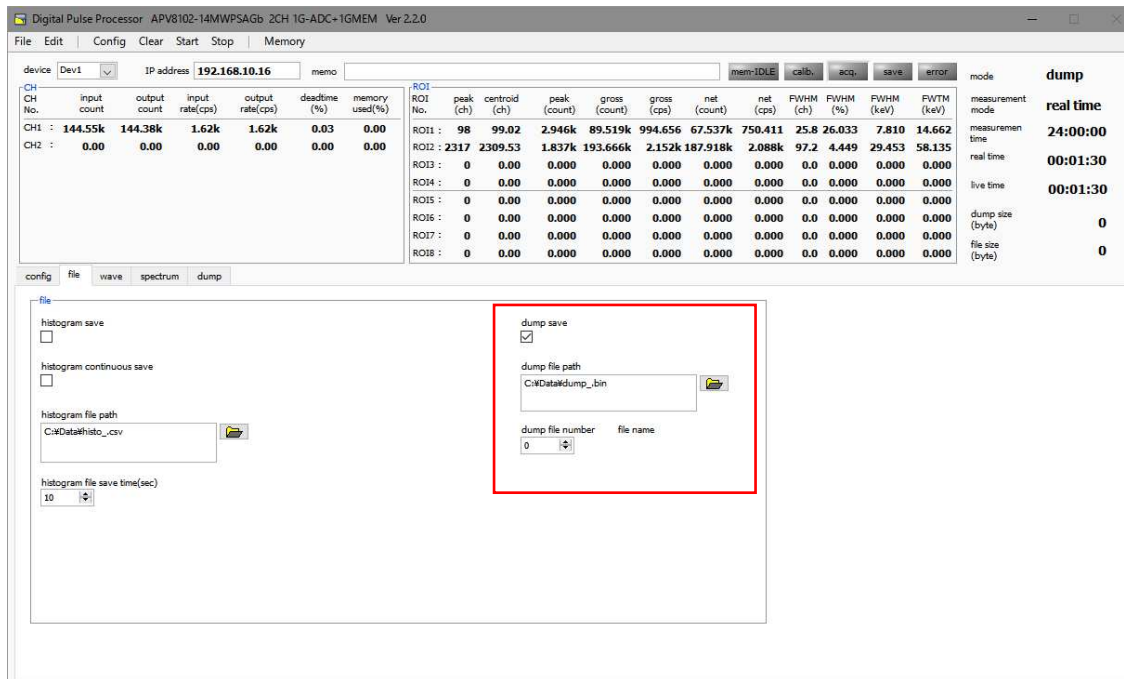 Digital Pulse Processor APV8102-14MWPSAGb 2CH 1G-ADC+1GMEM Ver 2.2.0
File Edit | Config Clear Start Stop | Memory
device Dev1 IP address 192.168.10.16 memo mem-IDLE calib. acq. save error mode dump
CH
CH No. input count output count input rate(cps) output rate(cps) deadtime (%) memory used(%)
CH1 : 144.55k 144.38k 1.62k 1.62k 0.03 0.00
CH2 : 0.00 0.00 0.00 0.00 0.00 0.00
ROI
ROI No. peak (ch) centroid (ch) peak (count) gross (count) gross (cps) net (count) net (cps) FWHM (ch) FWHM (%) FWHM (keV) FWTM (keV)
ROI1 : 98 99.02 2.946k 89.519k 994.656 67.537k 750.411 25.8 26.033 7.810 14.662
ROI2 : 2317 2309.53 1.837k 193.666k 2.152k 187.918k 2.088k 97.2 4.449 29.453 58.135
ROI3 : 0 0.00 0.000 0.000 0.000 0.000 0.000 0.0 0.000 0.000 0.000
ROI4 : 0 0.00 0.000 0.000 0.000 0.000 0.000 0.0 0.000 0.000 0.000
ROI5 : 0 0.00 0.000 0.000 0.000 0.000 0.000 0.0 0.000 0.000 0.000
ROI6 : 0 0.00 0.000 0.000 0.000 0.000 0.000 0.0 0.000 0.000 0.000
ROI7 : 0 0.00 0.000 0.000 0.000 0.000 0.000 0.0 0.000 0.000 0.000
ROI8 : 0 0.00 0.000 0.000 0.000 0.000 0.000 0.0 0.000 0.000 0.000
measurement mode real time
measuremen time 24:00:00
real time 00:01:30
live time 00:01:30
dump size (byte) 0
file size (byte) 0
config file wave spectrum dump
file
histogram save
histogram continuous save
histogram file path
C:¥Data¥histo_.csv
histogram file save time(sec)
10
dump save
dump file path
C:¥Data¥dump_.bin
dump file number file name
0